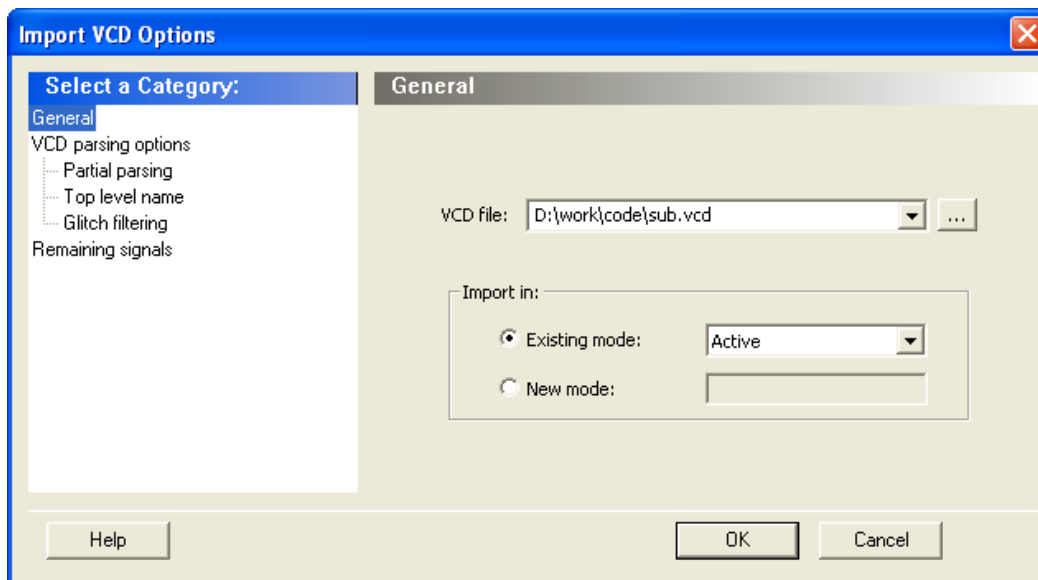 Import VCD Options
Select a Category:
General
VCD parsing options
Partial parsing
Top level name
Glitch filtering
Remaining signals
General
VCD file: D:\work\code\sub.vcd ...
Import in:
Existing mode: Active
New mode:
Help OK Cancel